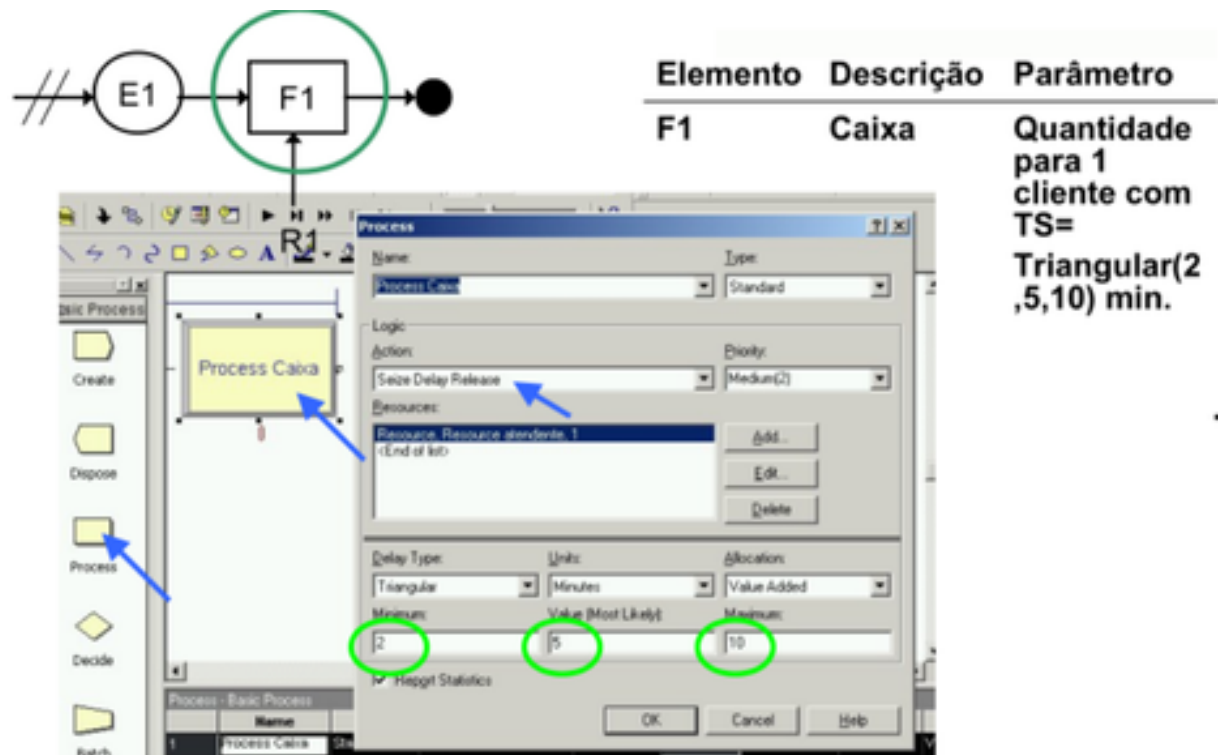 E1
F1
R1
Elemento Descrição Parâmetro
F1 Caixa Quantidade
para 1
cliente com
TS=
Triangular(2
,5,10) min.
Process
Name:
Type:
Process Caixa
Standard
Logic
Action:
Priority:
Seize Delay Release
Medium(2)
Resources:
Resource, Resource atendente, 1
<End of list>
Add...
Edit...
Delete
Delay Type:
Units:
Allocation:
Triangular
Minutes
Value Added
Minimum:
Value (Most Likely):
Maximum:
2
5
10
Report Statistics
OK
Cancel
Help
Basic Process
Create
Dispose
Process
Decide
Batch
Process Caixa
Process - Basic Process
Name
1 Process Caixa